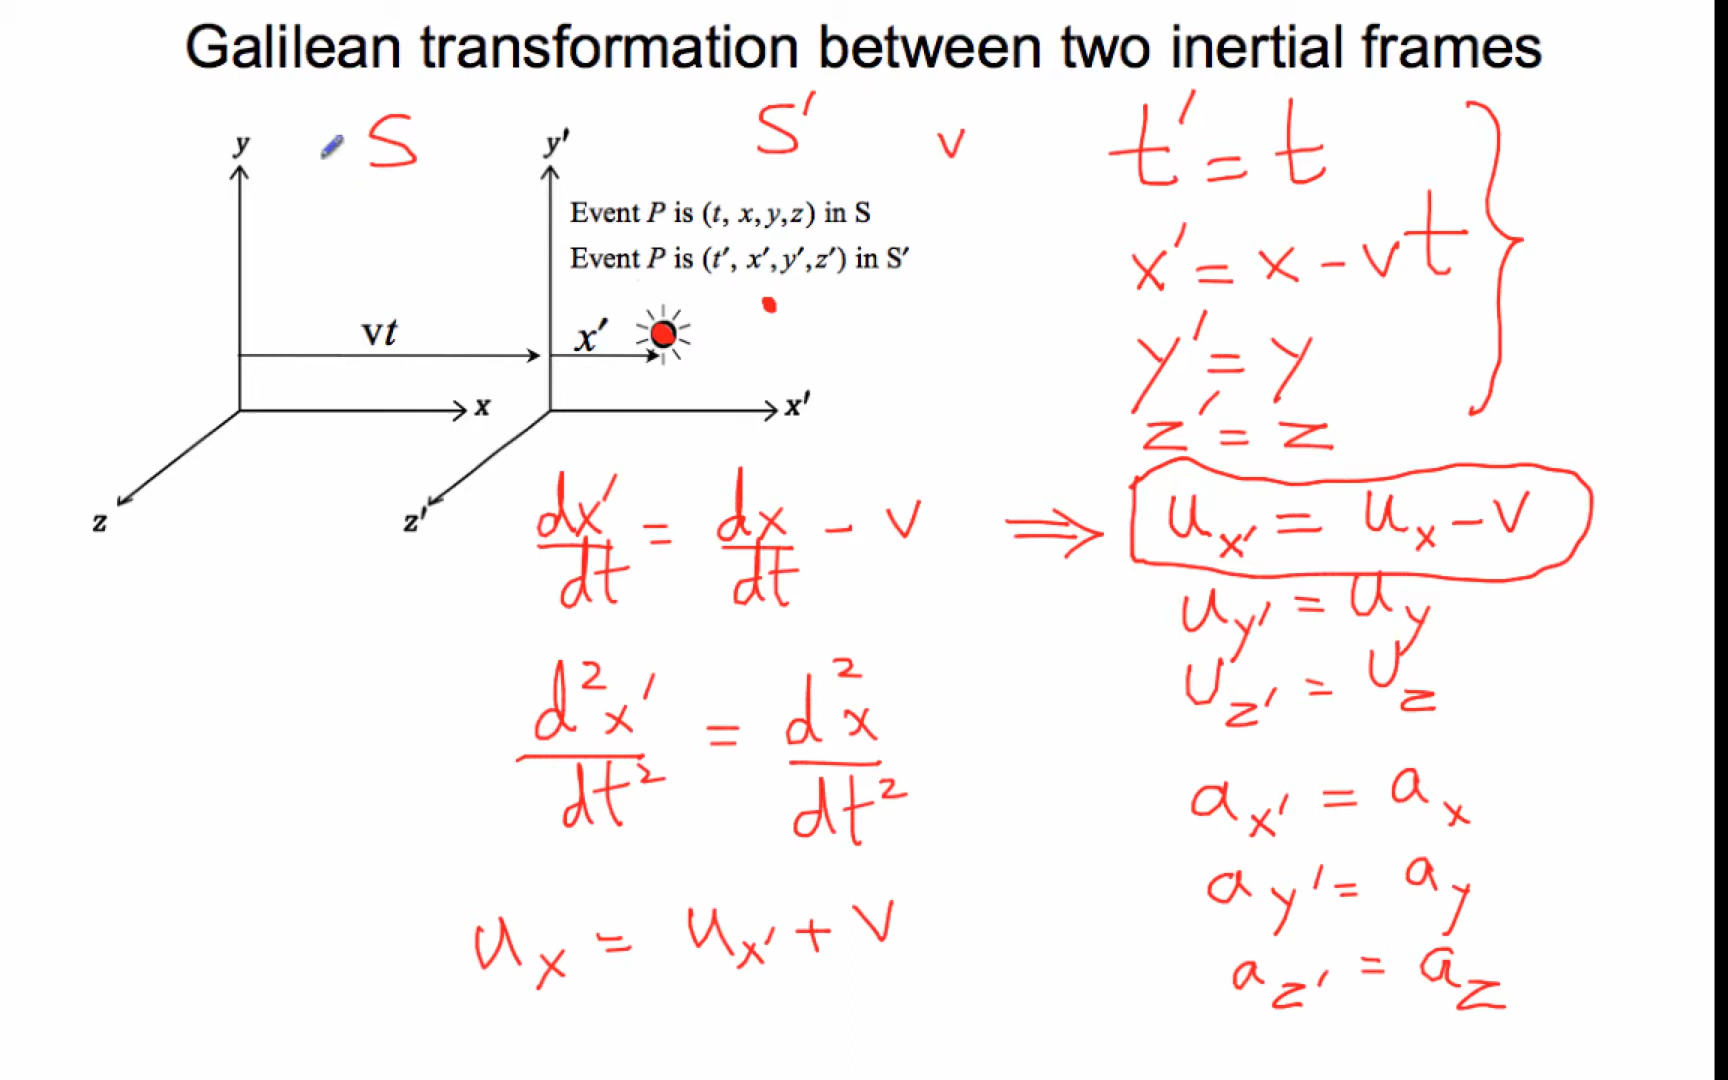 Galilean transformation between two inertial frames
S
S′
v
y
y′
Event P is (t, x,y,z) in S
Event P is (t′, x′,y′,z′) in S′
vt
x′
x
x′
z
z′
t′ = t
x′ = x - vt
y′ = y
z′ = z
dx′/dt = dx/dt - v ⇒ u_x′ = u_x - v
u_y′ = u_y
u_z′ = u_z
d²x′/dt² = d²x/dt²
a_x′ = a_x
a_y′ = a_y
a_z′ = a_z
u_x = u_x′ + v